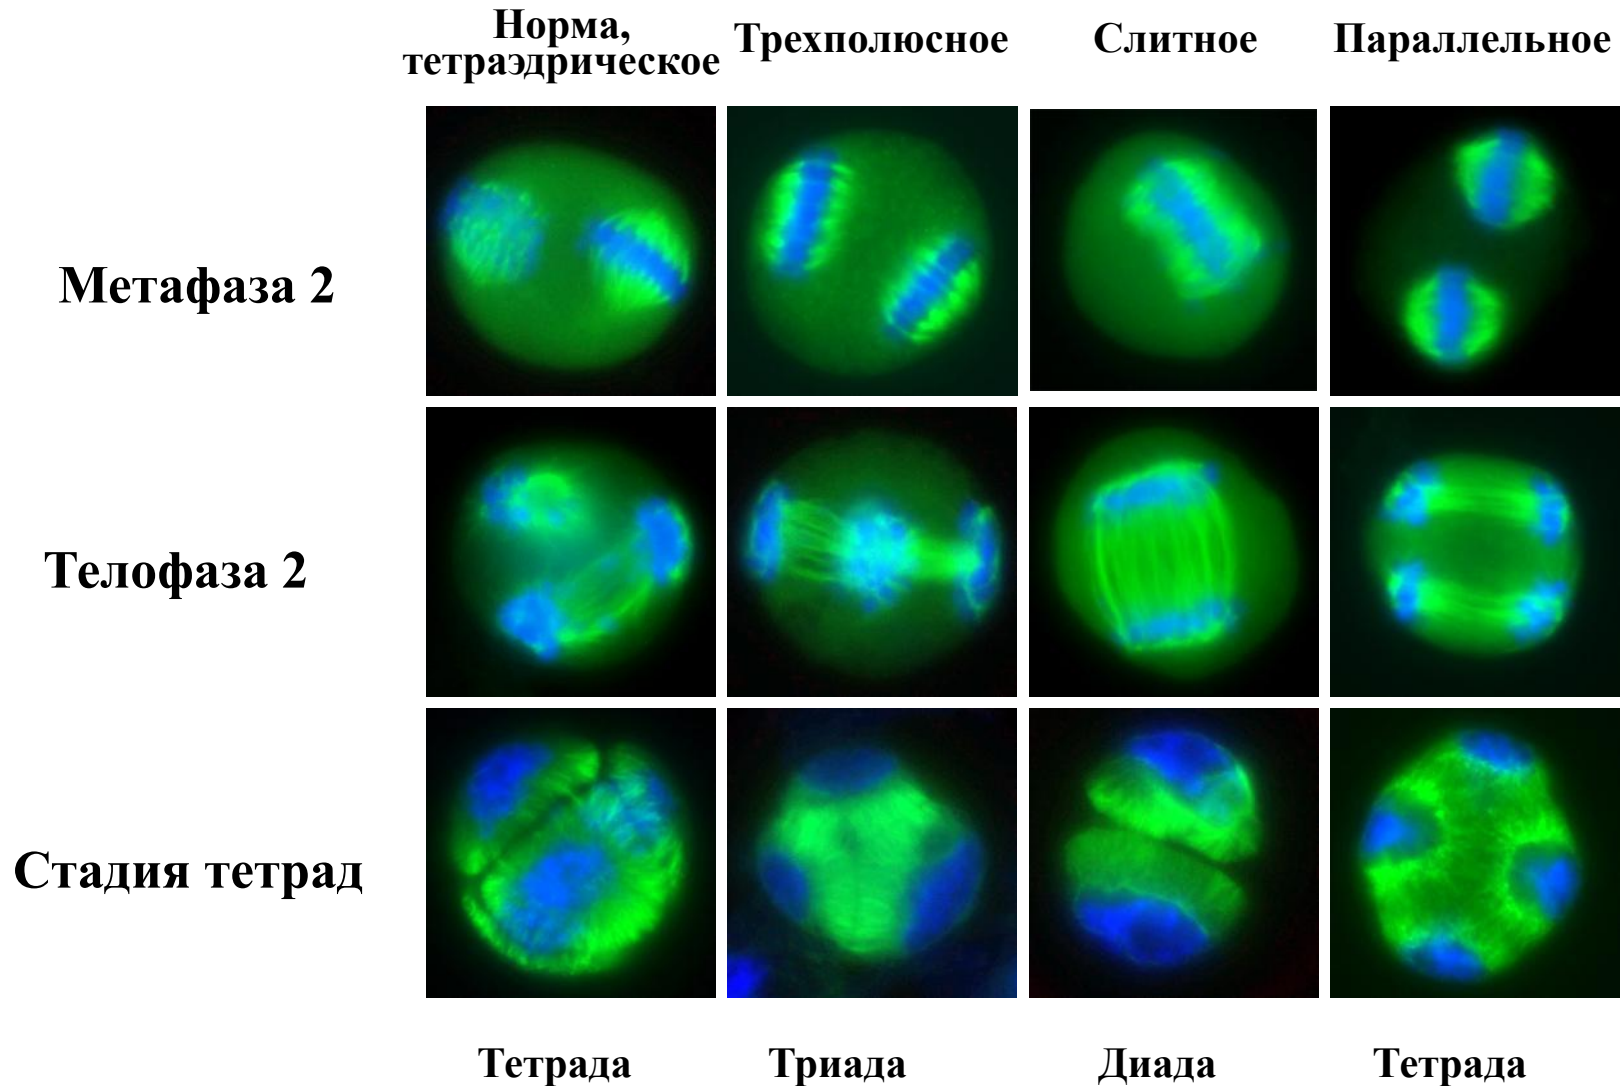 Норма,
тетраэдрическое
Трехполюсное
Слитное
Параллельное
Метафаза 2
Телофаза 2
Стадия тетрад
Тетрада
Триада
Диада
Тетрада